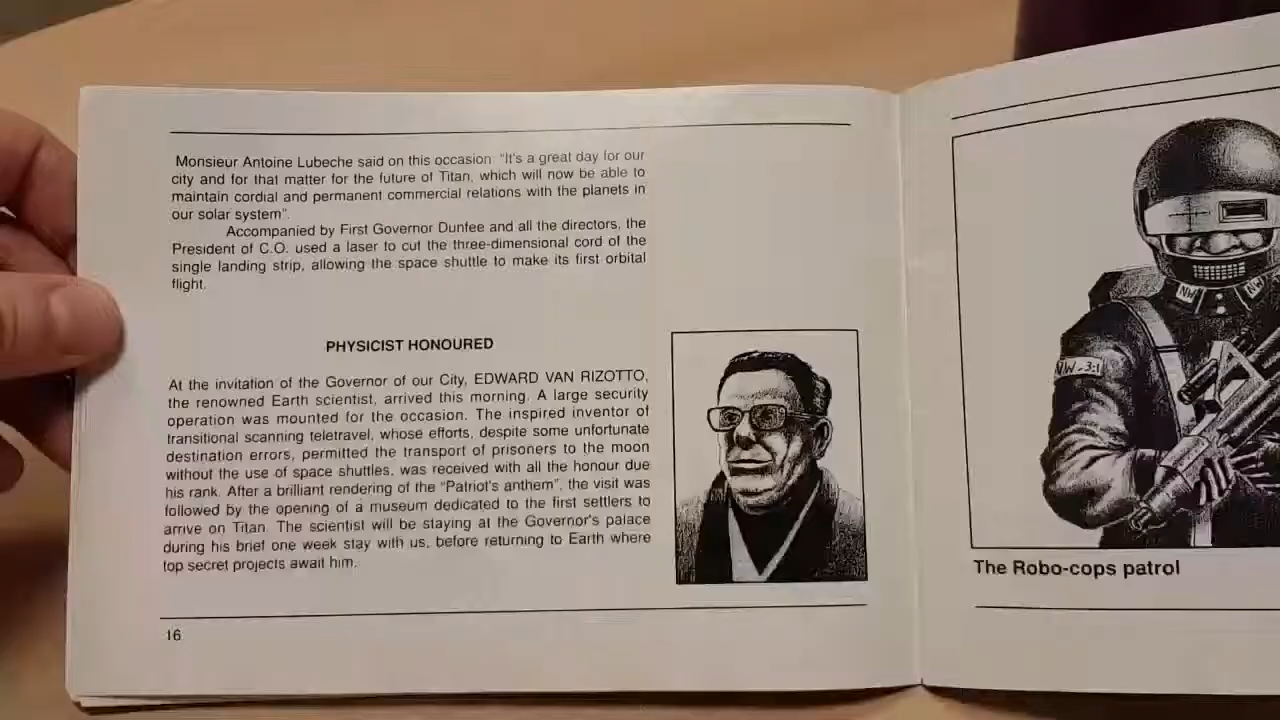 Monsieur Antoine Lubeche said on this occasion "It's a great day for our
city and for that matter for the future of Titan, which will now be able to
maintain cordial and permanent commercial relations with the planets in
our solar system".
Accompanied by First Governor Dunfee and all the directors, the
President of C.O. used a laser to cut the three-dimensional cord of the
single landing strip, allowing the space shuttle to make its first orbital
flight.
PHYSICIST HONOURED
At the invitation of the Governor of our City, EDWARD VAN RIZOTTO,
the renowned Earth scientist, arrived this morning. A large security
operation was mounted for the occasion. The inspired inventor of
transitional scanning teletravel, whose efforts, despite some unfortunate
destination errors, permitted the transport of prisoners to the moon
without the use of space shuttles, was received with all the honour due
his rank. After a brilliant rendering of the "Patriot's anthem", the visit was
followed by the opening of a museum dedicated to the first settlers to
arrive on Titan. The scientist will be staying at the Governor's palace
during his brief one week stay with us, before returning to Earth where
top secret projects await him.
16
NW
NW
NW-3:1
The Robo-cops patrol